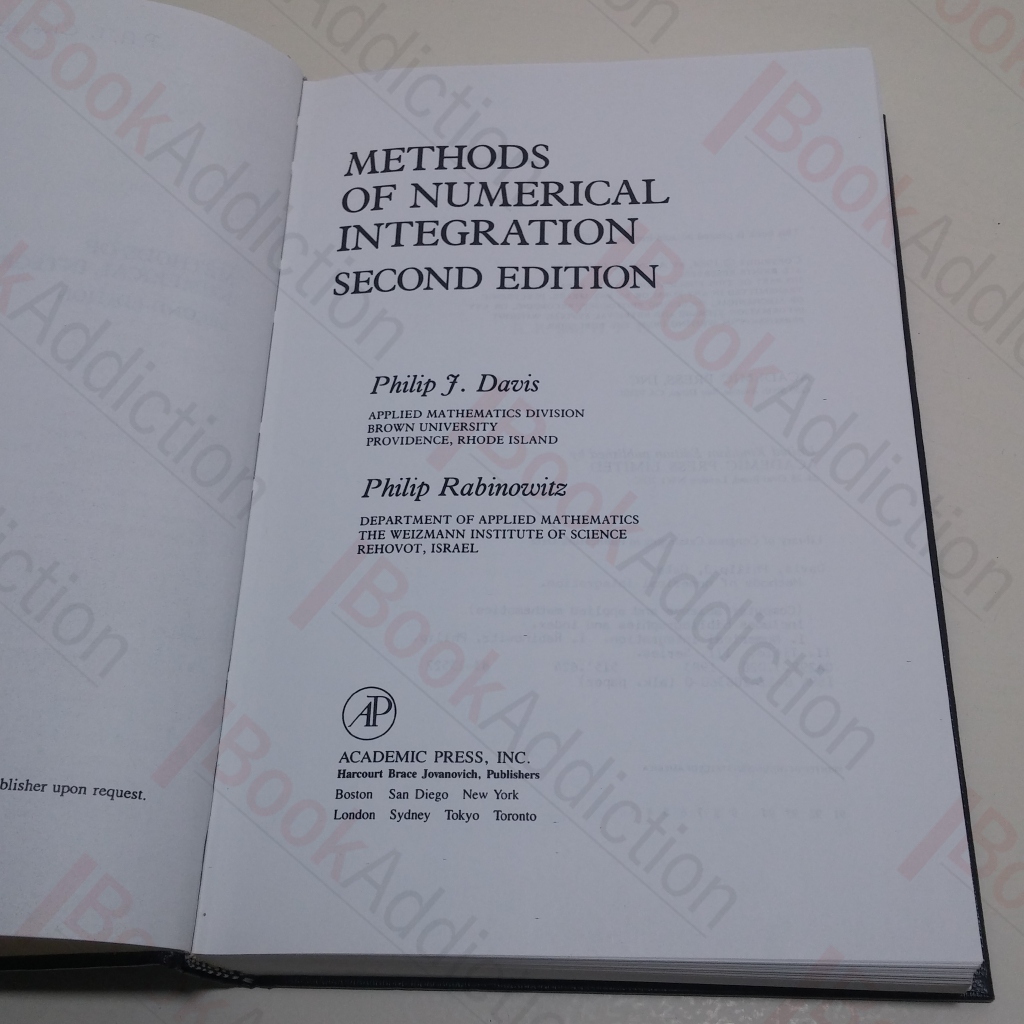 blisher upon request.
METHODS
OF NUMERICAL
INTEGRATION
SECOND EDITION
Philip J. Davis
APPLIED MATHEMATICS DIVISION
BROWN UNIVERSITY
PROVIDENCE, RHODE ISLAND
Philip Rabinowitz
DEPARTMENT OF APPLIED MATHEMATICS
THE WEIZMANN INSTITUTE OF SCIENCE
REHOVOT, ISRAEL
AP
ACADEMIC PRESS, INC.
Harcourt Brace Jovanovich, Publishers
Boston San Diego New York
London Sydney Tokyo Toronto
BookAddiction
BookAddiction
BookAddiction
BookAddiction
BookAddiction